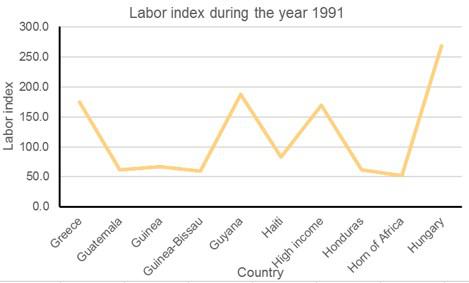 Labor index during the year 1991
300.0
250.0
200.0
150.0
100.0
50.0
0.0
Labor index
Greece
Guatemala
Guinea
Guinea-Bissau
Guyana
Haiti
High income
Honduras
Horn of Africa
Hungary
Country